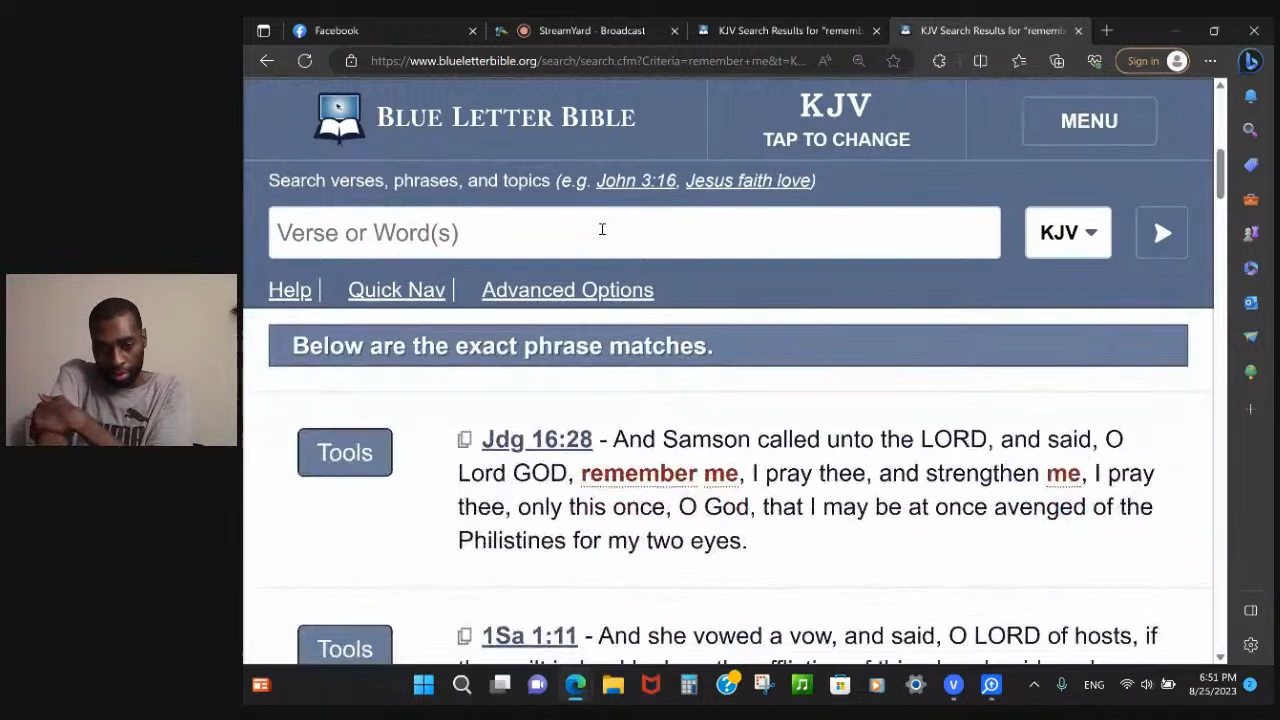 Facebook
StreamYard - Broadcast
KJV Search Results for "rememb
KJV Search Results for "rememb
https://www.blueletterbible.org/search/search.cfm?Criteria=remember+me&t=K...
Sign in
BLUE LETTER BIBLE
KJV
TAP TO CHANGE
MENU
Search verses, phrases, and topics (e.g. John 3:16, Jesus faith love)
Verse or Word(s)
KJV
Help | Quick Nav | Advanced Options
Below are the exact phrase matches.
Tools
Jdg 16:28 - And Samson called unto the LORD, and said, O
Lord GOD, remember me, I pray thee, and strengthen me, I pray
thee, only this once, O God, that I may be at once avenged of the
Philistines for my two eyes.
Tools
1Sa 1:11 - And she vowed a vow, and said, O LORD of hosts, if
ENG
6:51 PM
8/25/2023
2